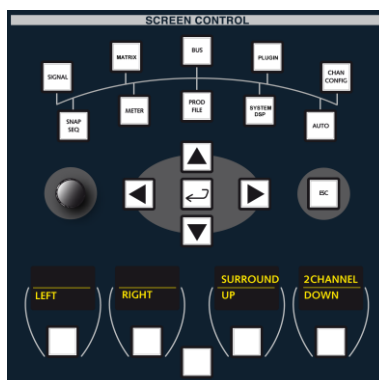 SCREEN CONTROL
BUS
MATRIX
PLUGIN
SIGNAL
CHAN
CONFIG
SNAP
SEQ
METER
PROD
FILE
SYSTEM
DSP
AUTO
ESC
LEFT
RIGHT
SURROUND
UP
2CHANNEL
DOWN